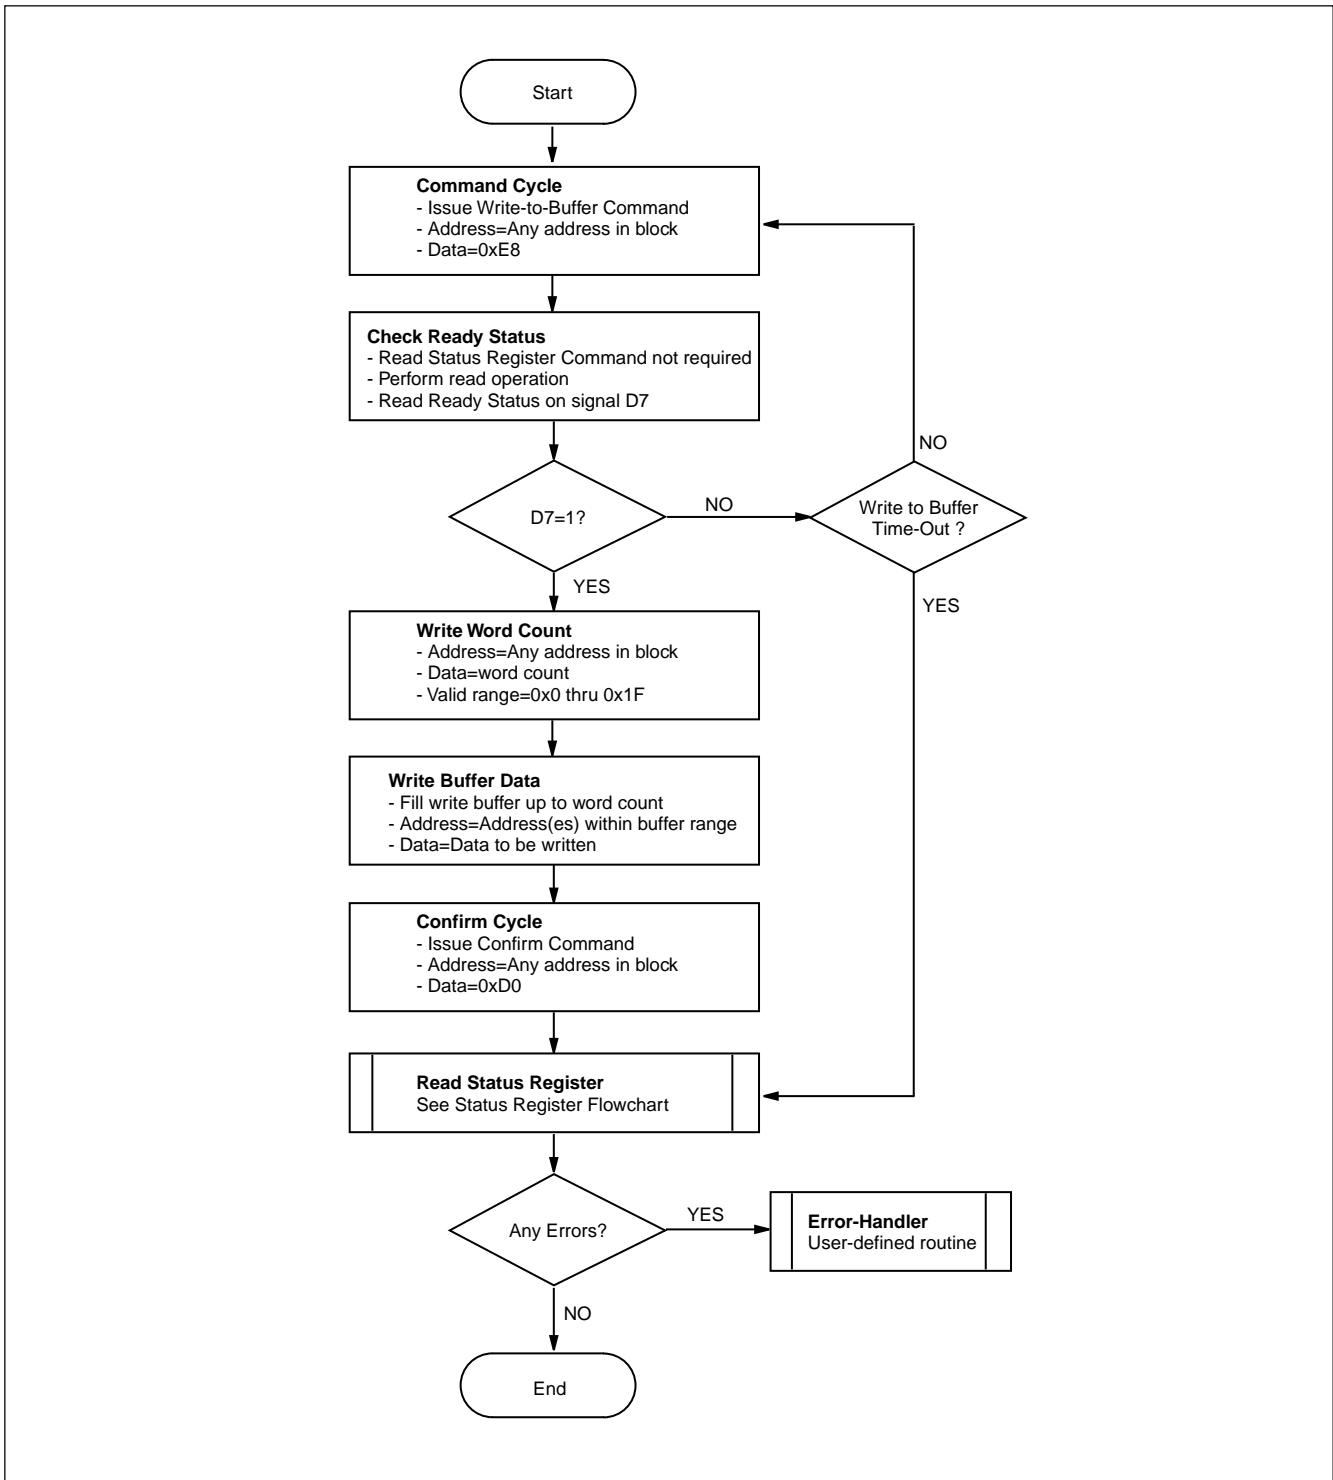 Start
Command Cycle
- Issue Write-to-Buffer Command
- Address=Any address in block
- Data=0xE8
Check Ready Status
- Read Status Register Command not required
- Perform read operation
- Read Ready Status on signal D7
NO
D7=1?
NO
Write to Buffer
Time-Out ?
YES
YES
Write Word Count
- Address=Any address in block
- Data=word count
- Valid range=0x0 thru 0x1F
Write Buffer Data
- Fill write buffer up to word count
- Address=Address(es) within buffer range
- Data=Data to be written
Confirm Cycle
- Issue Confirm Command
- Address=Any address in block
- Data=0xD0
Read Status Register
See Status Register Flowchart
Any Errors?
YES
Error-Handler
User-defined routine
NO
End